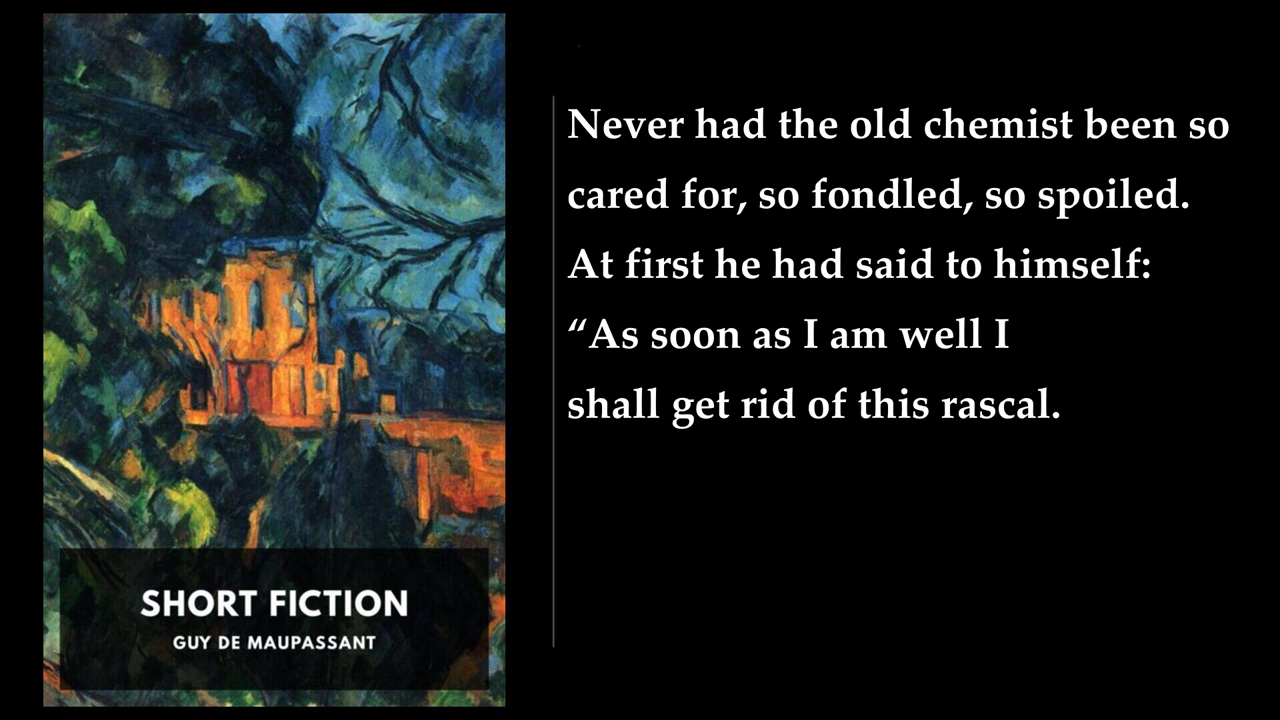 SHORT FICTION
GUY DE MAUPASSANT
Never had the old chemist been so
cared for, so fondled, so spoiled.
At first he had said to himself:
“As soon as I am well I
shall get rid of this rascal.